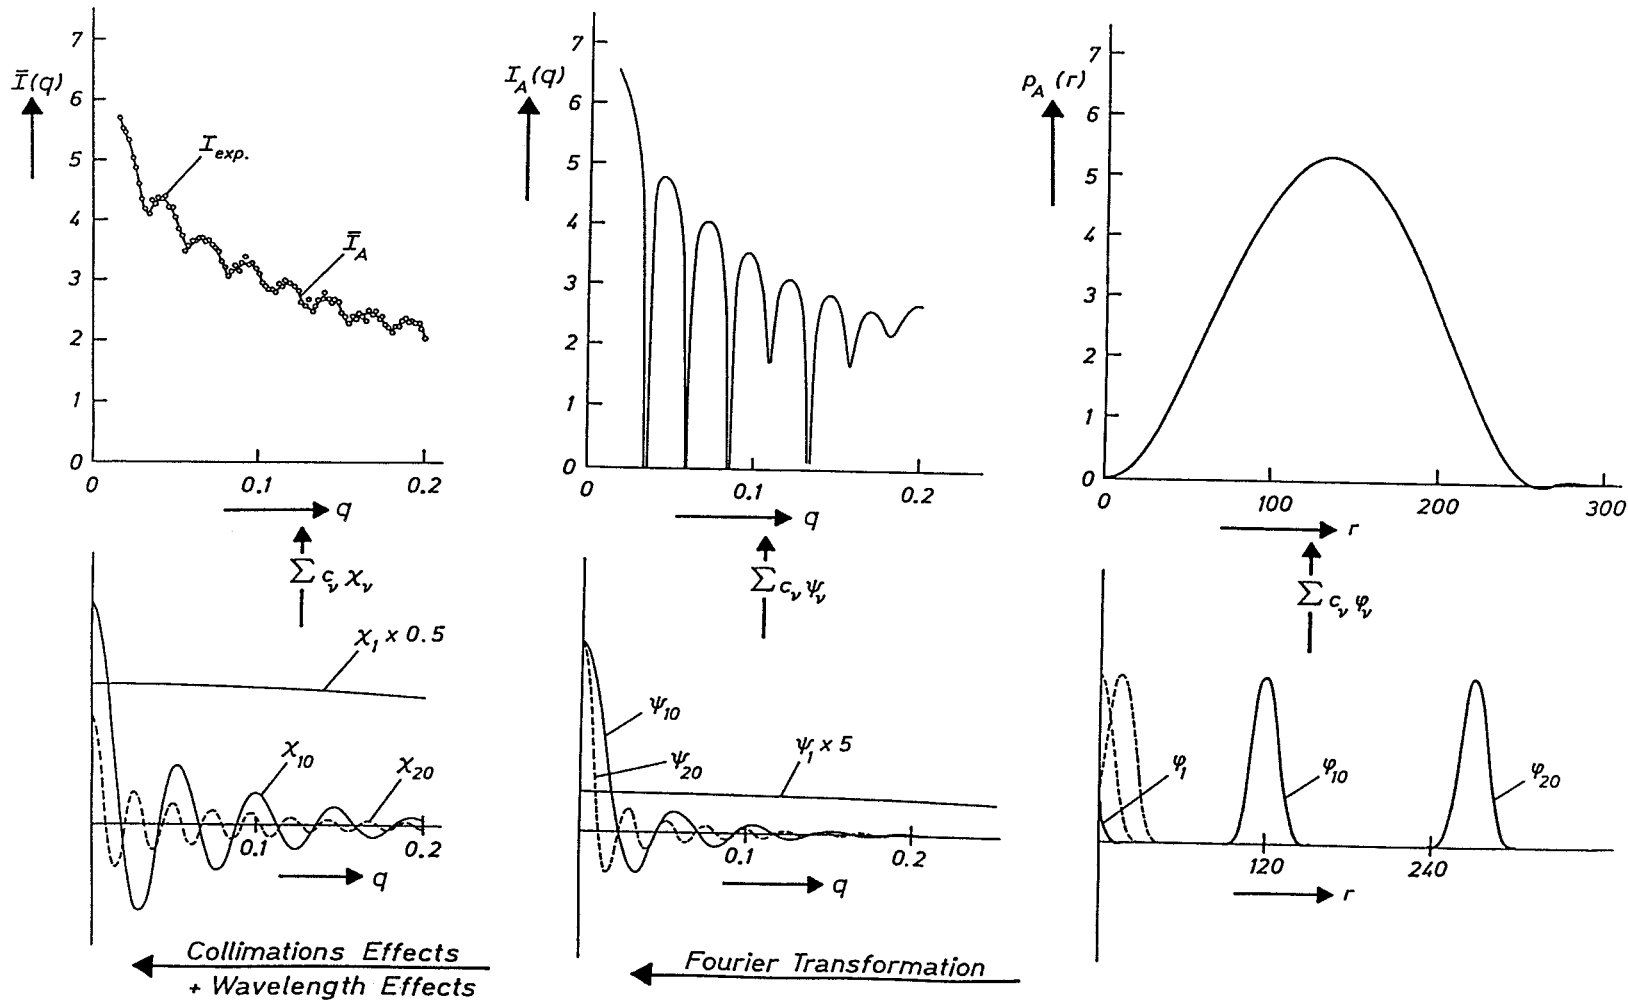 7
Ī(q)
6
5
4
3
2
1
0
I_exp.
Ī_A
0 0.1 0.2
q
7
I_A(q)
6
5
4
3
2
1
0
0 0.1 0.2
q
7
p_A(r)
6
5
4
3
2
1
0
0 100 200 300
r
∑ c_ν χ_ν
∑ c_ν ψ_ν
∑ c_ν φ_ν
χ_1 × 0.5
χ_10
χ_20
0.1 0.2
q
ψ_10
ψ_20
ψ_1 × 5
0.1 0.2
q
φ_1
φ_10
φ_20
120
240
r
Collimations Effects
+ Wavelength Effects
Fourier Transformation